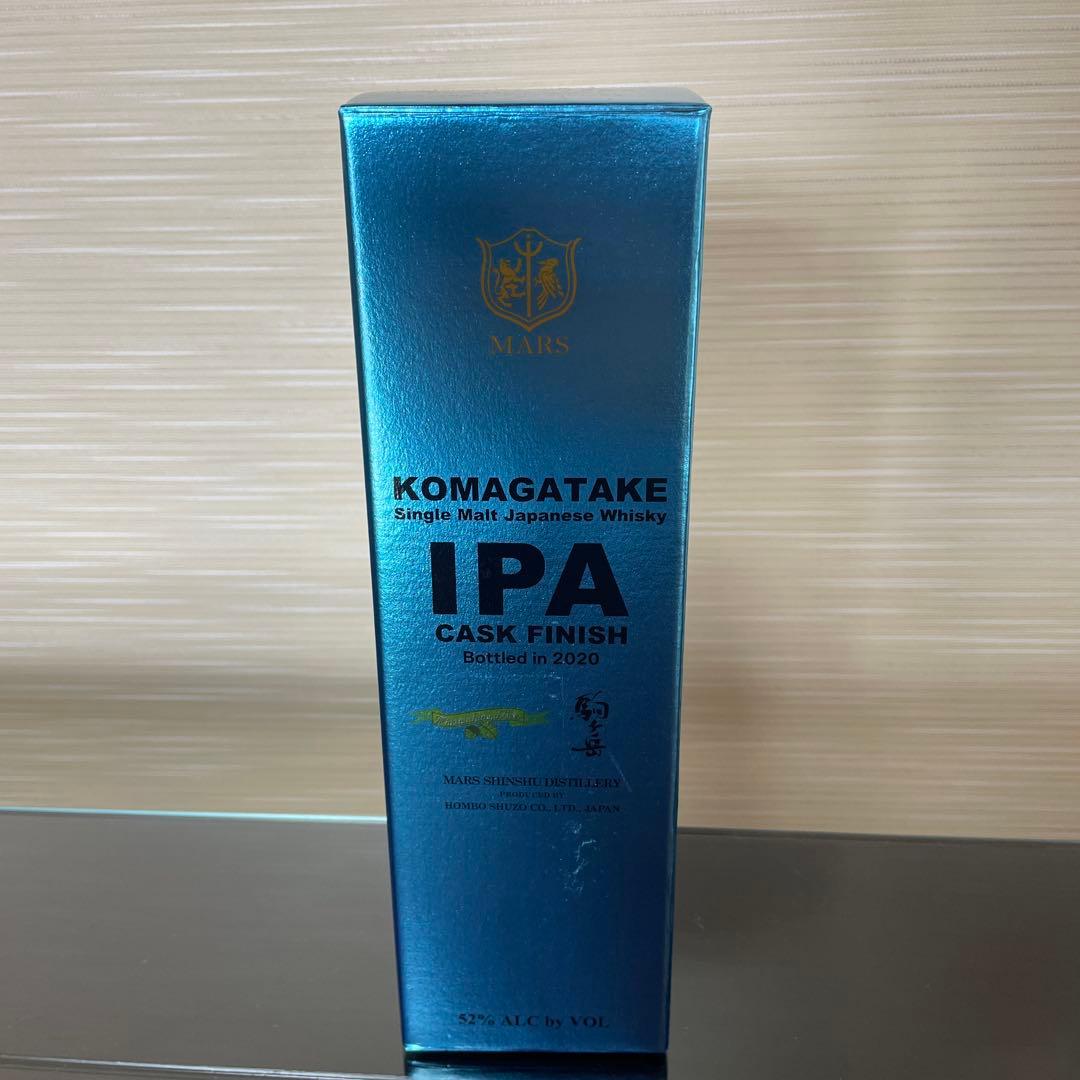 MARS
KOMAGATAKE
Single Malt Japanese Whisky
IPA
CASK FINISH
Bottled in 2020
駒ヶ岳
MARS SHINSHU DISTILLERY
PRODUCED BY
HOMBO SHUZO CO., LTD., JAPAN
52% ALC by VOL